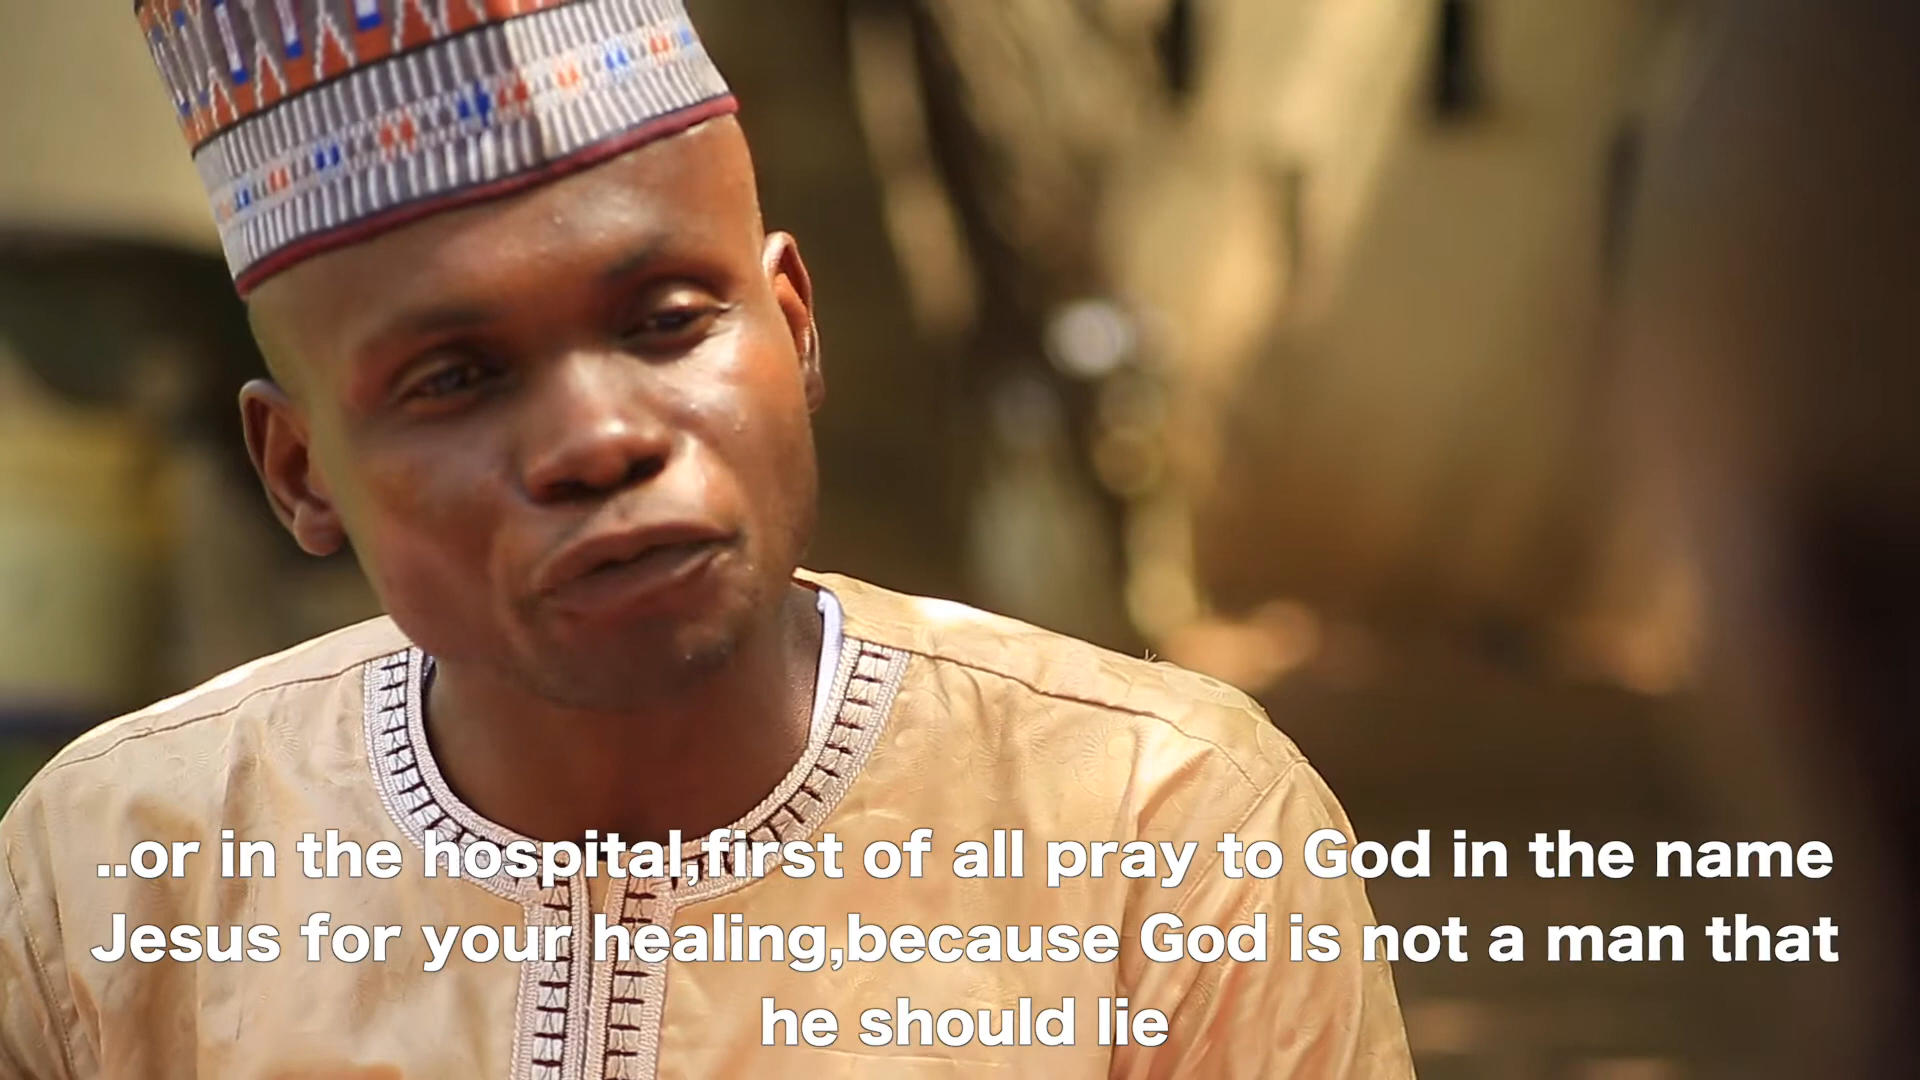 ..or in the hospital,first of all pray to God in the name
Jesus for your healing,because God is not a man that
he should lie